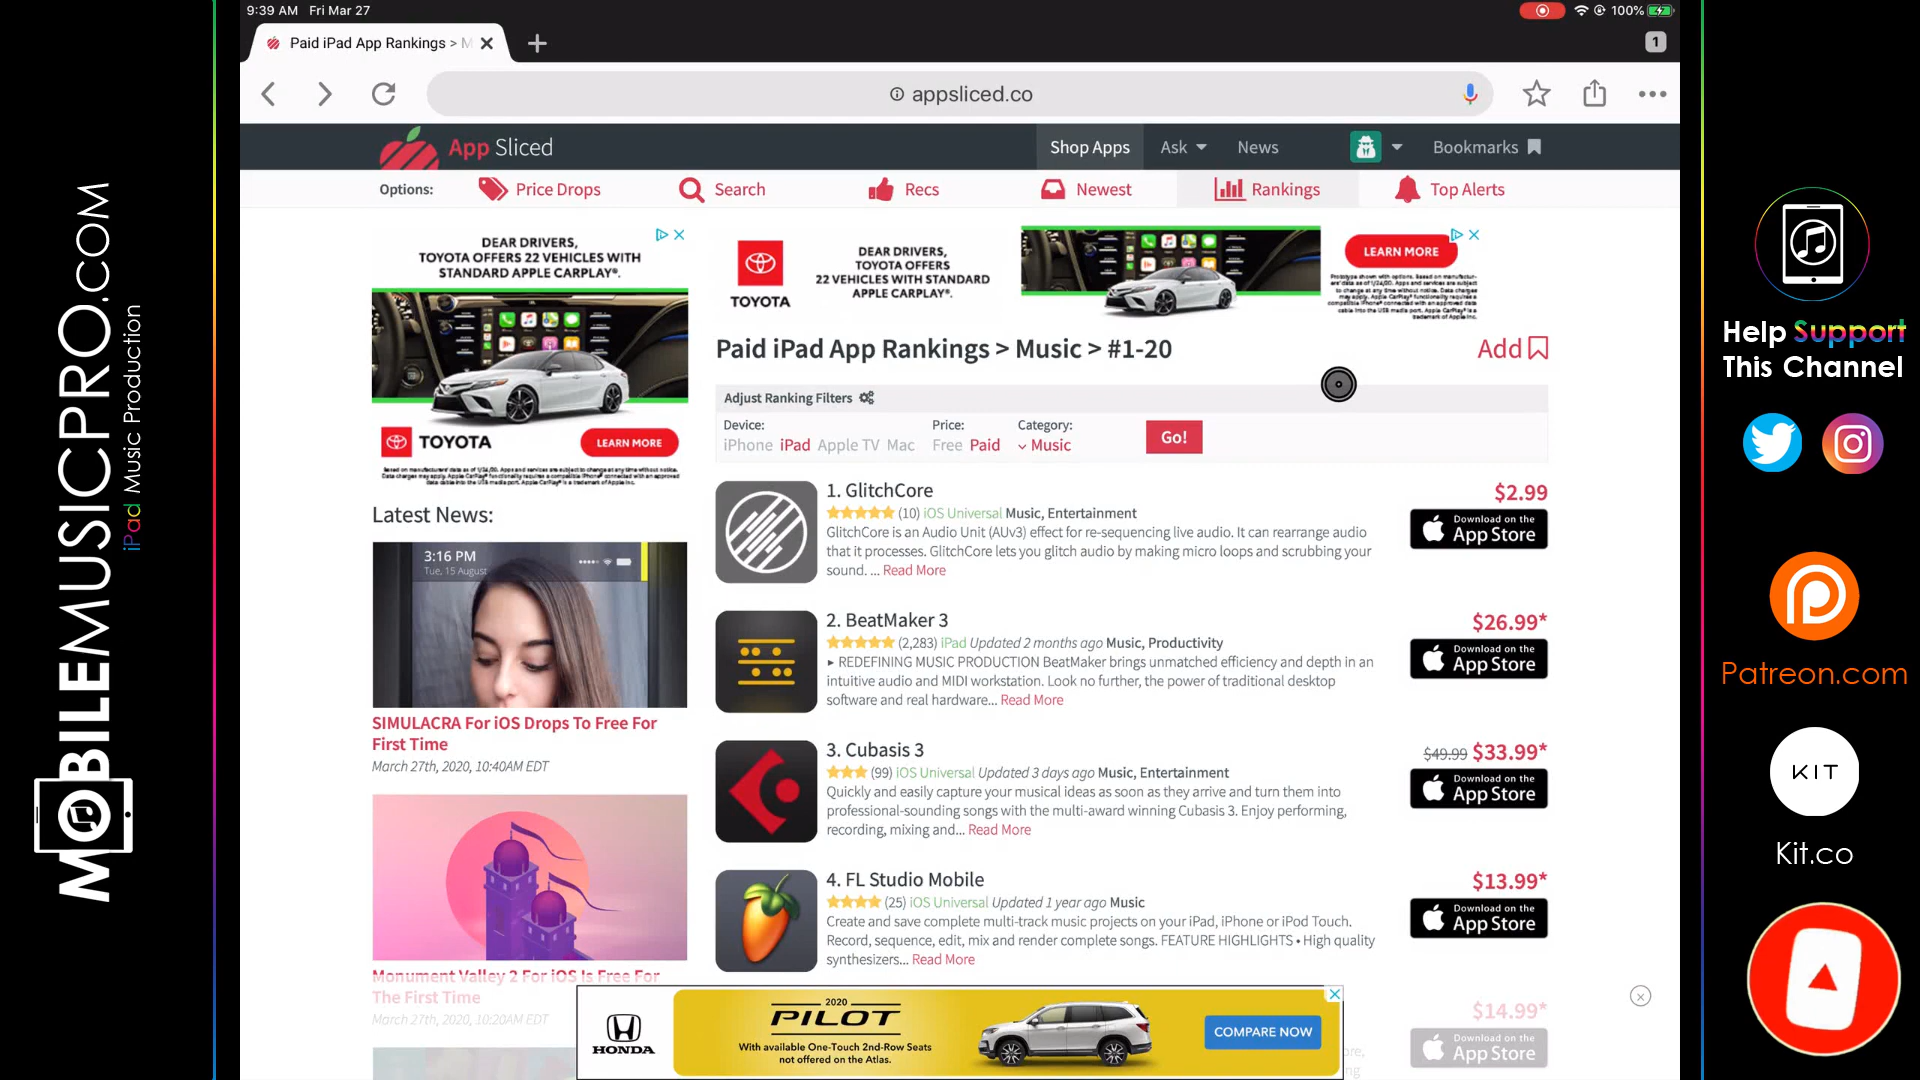 9:39 AM Fri Mar 27
100%
Paid iPad App Rankings > M
1
appsliced.co
App Sliced
Shop Apps
Ask
News
Bookmarks
Options:
Price Drops
Search
Recs
Newest
Rankings
Top Alerts
DEAR DRIVERS,
TOYOTA OFFERS 22 VEHICLES WITH
STANDARD APPLE CARPLAY®.
TOYOTA
LEARN MORE
TOYOTA
DEAR DRIVERS,
TOYOTA OFFERS
22 VEHICLES WITH STANDARD
APPLE CARPLAY®.
LEARN MORE
Paid iPad App Rankings > Music > #1-20
Add
Adjust Ranking Filters
Device:
iPhone iPad Apple TV Mac
Price:
Free Paid
Category:
Music
Go!
1. GlitchCore
(10) iOS Universal Music, Entertainment
GlitchCore is an Audio Unit (AUv3) effect for re-sequencing live audio. It can rearrange audio
that it processes. GlitchCore lets you glitch audio by making micro loops and scrubbing your
sound. ... Read More
$2.99
Download on the
App Store
2. BeatMaker 3
(2,283) iPad Updated 2 months ago Music, Productivity
▸ REDEFINING MUSIC PRODUCTION BeatMaker brings unmatched efficiency and depth in an
intuitive audio and MIDI workstation. Look no further, the power of traditional desktop
software and real hardware... Read More
$26.99*
Download on the
App Store
3. Cubasis 3
(99) iOS Universal Updated 3 days ago Music, Entertainment
Quickly and easily capture your musical ideas as soon as they arrive and turn them into
professional-sounding songs with the multi-award winning Cubasis 3. Enjoy performing,
recording, mixing and... Read More
$49.99 $33.99*
Download on the
App Store
4. FL Studio Mobile
(25) iOS Universal Updated 1 year ago Music
Create and save complete multi-track music projects on your iPad, iPhone or iPod Touch.
Record, sequence, edit, mix and render complete songs. FEATURE HIGHLIGHTS • High quality
synthesizers... Read More
$13.99*
Download on the
App Store
$14.99*
Download on the
App Store
Latest News:
3:16 PM
Tue, 15 August
SIMULACRA For iOS Drops To Free For
First Time
March 27th, 2020, 10:40AM EDT
Monument Valley 2 For iOS Is Free For
The First Time
March 27th, 2020, 10:20AM EDT
HONDA
2020
PILOT
With available One-Touch 2nd-Row Seats
not offered on the Atlas.
COMPARE NOW
MOBILEMUSICPRO.COM
iPad Music Production
Help Support
This Channel
Patreon.com
KIT
Kit.co